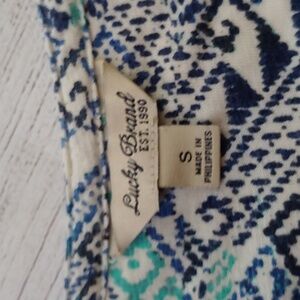 Lucky Brand
EST. 1990
S
MADE IN
PHILIPPINES